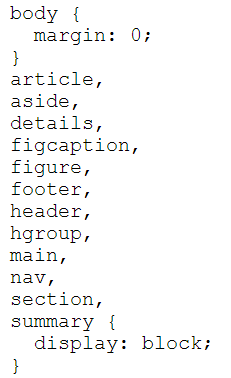 body {
  margin: 0;
}
article,
aside,
details,
figcaption,
figure,
footer,
header,
hgroup,
main,
nav,
section,
summary {
  display: block;
}